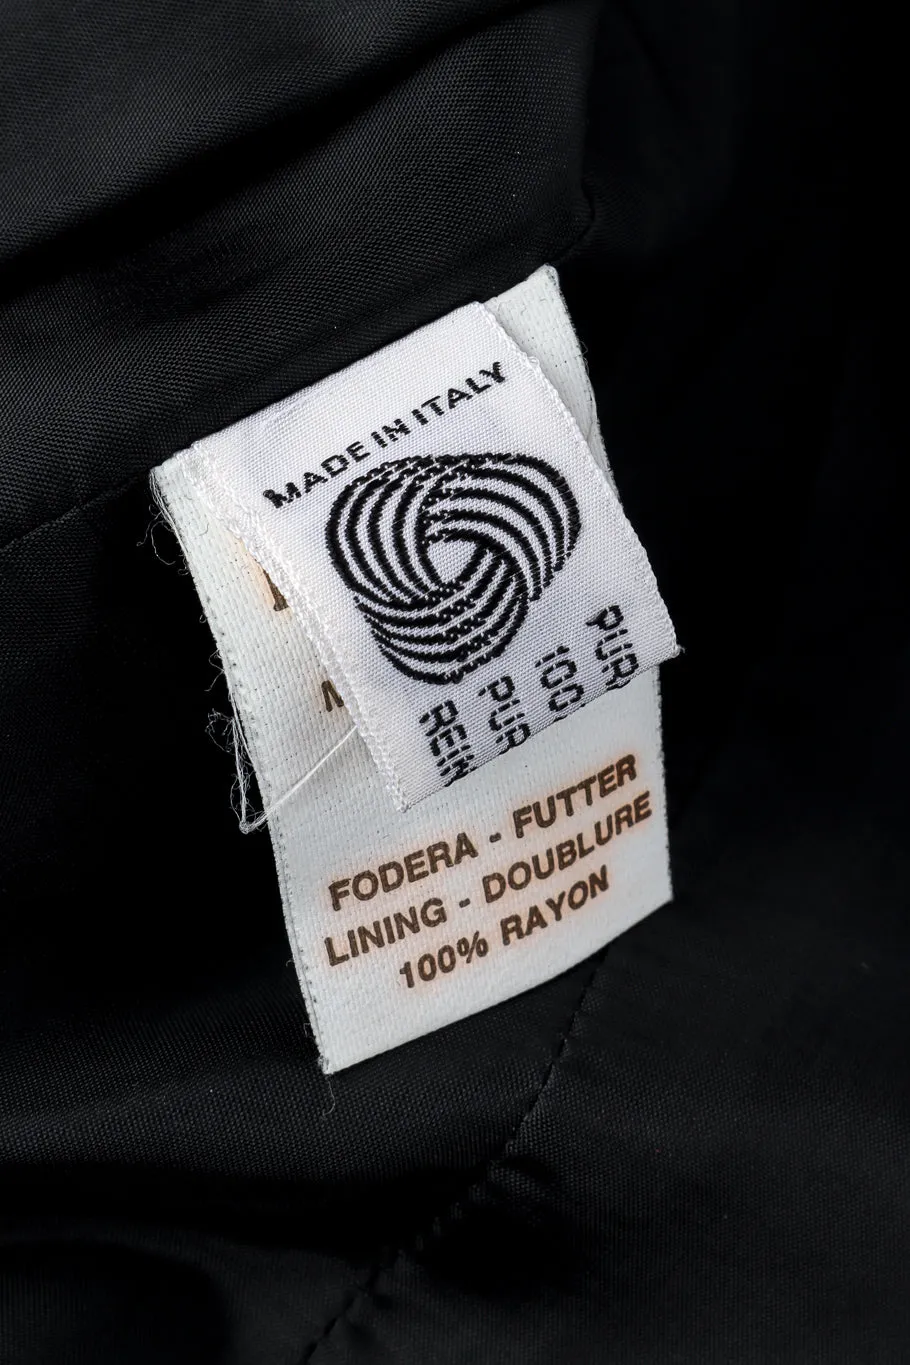 MADE IN ITALY
PUR
100
PUR
REIN
FODERA - FUTTER
LINING - DOUBLURE
100% RAYON